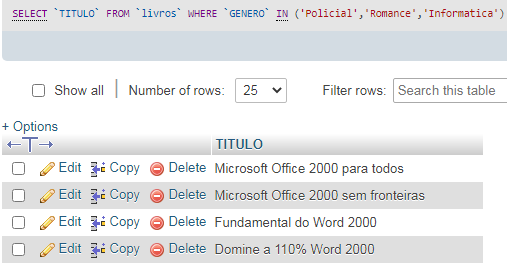 SELECT `TITULO` FROM `livros` WHERE `GENERO` IN ('Policial','Romance','Informatica')
Show all Number of rows: 25 Filter rows: Search this table
+ Options
←T→ TITULO
Edit Copy Delete Microsoft Office 2000 para todos
Edit Copy Delete Microsoft Office 2000 sem fronteiras
Edit Copy Delete Fundamental do Word 2000
Edit Copy Delete Domine a 110% Word 2000